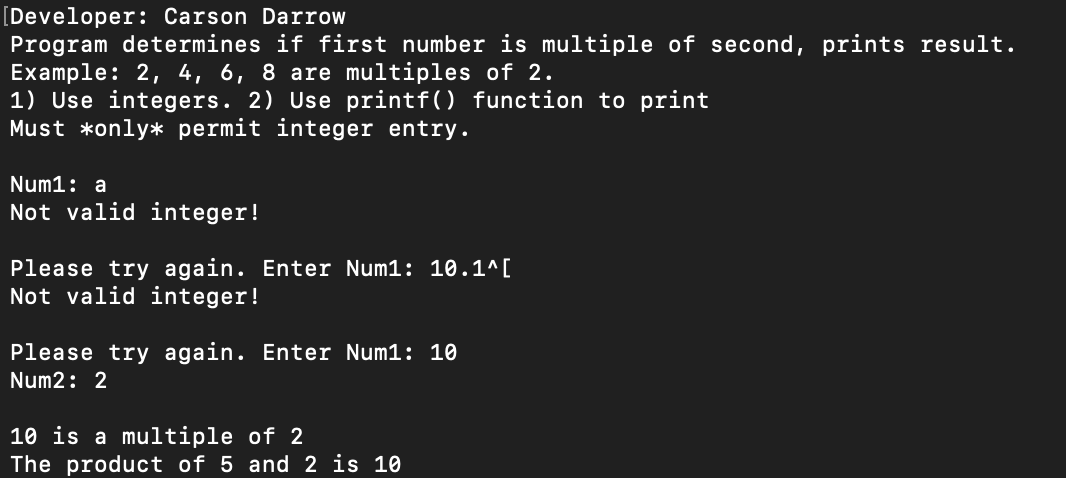 [Developer: Carson Darrow
Program determines if first number is multiple of second, prints result.
Example: 2, 4, 6, 8 are multiples of 2.
1) Use integers. 2) Use printf() function to print
Must *only* permit integer entry.
Num1: a
Not valid integer!
Please try again. Enter Num1: 10.1^[
Not valid integer!
Please try again. Enter Num1: 10
Num2: 2
10 is a multiple of 2
The product of 5 and 2 is 10